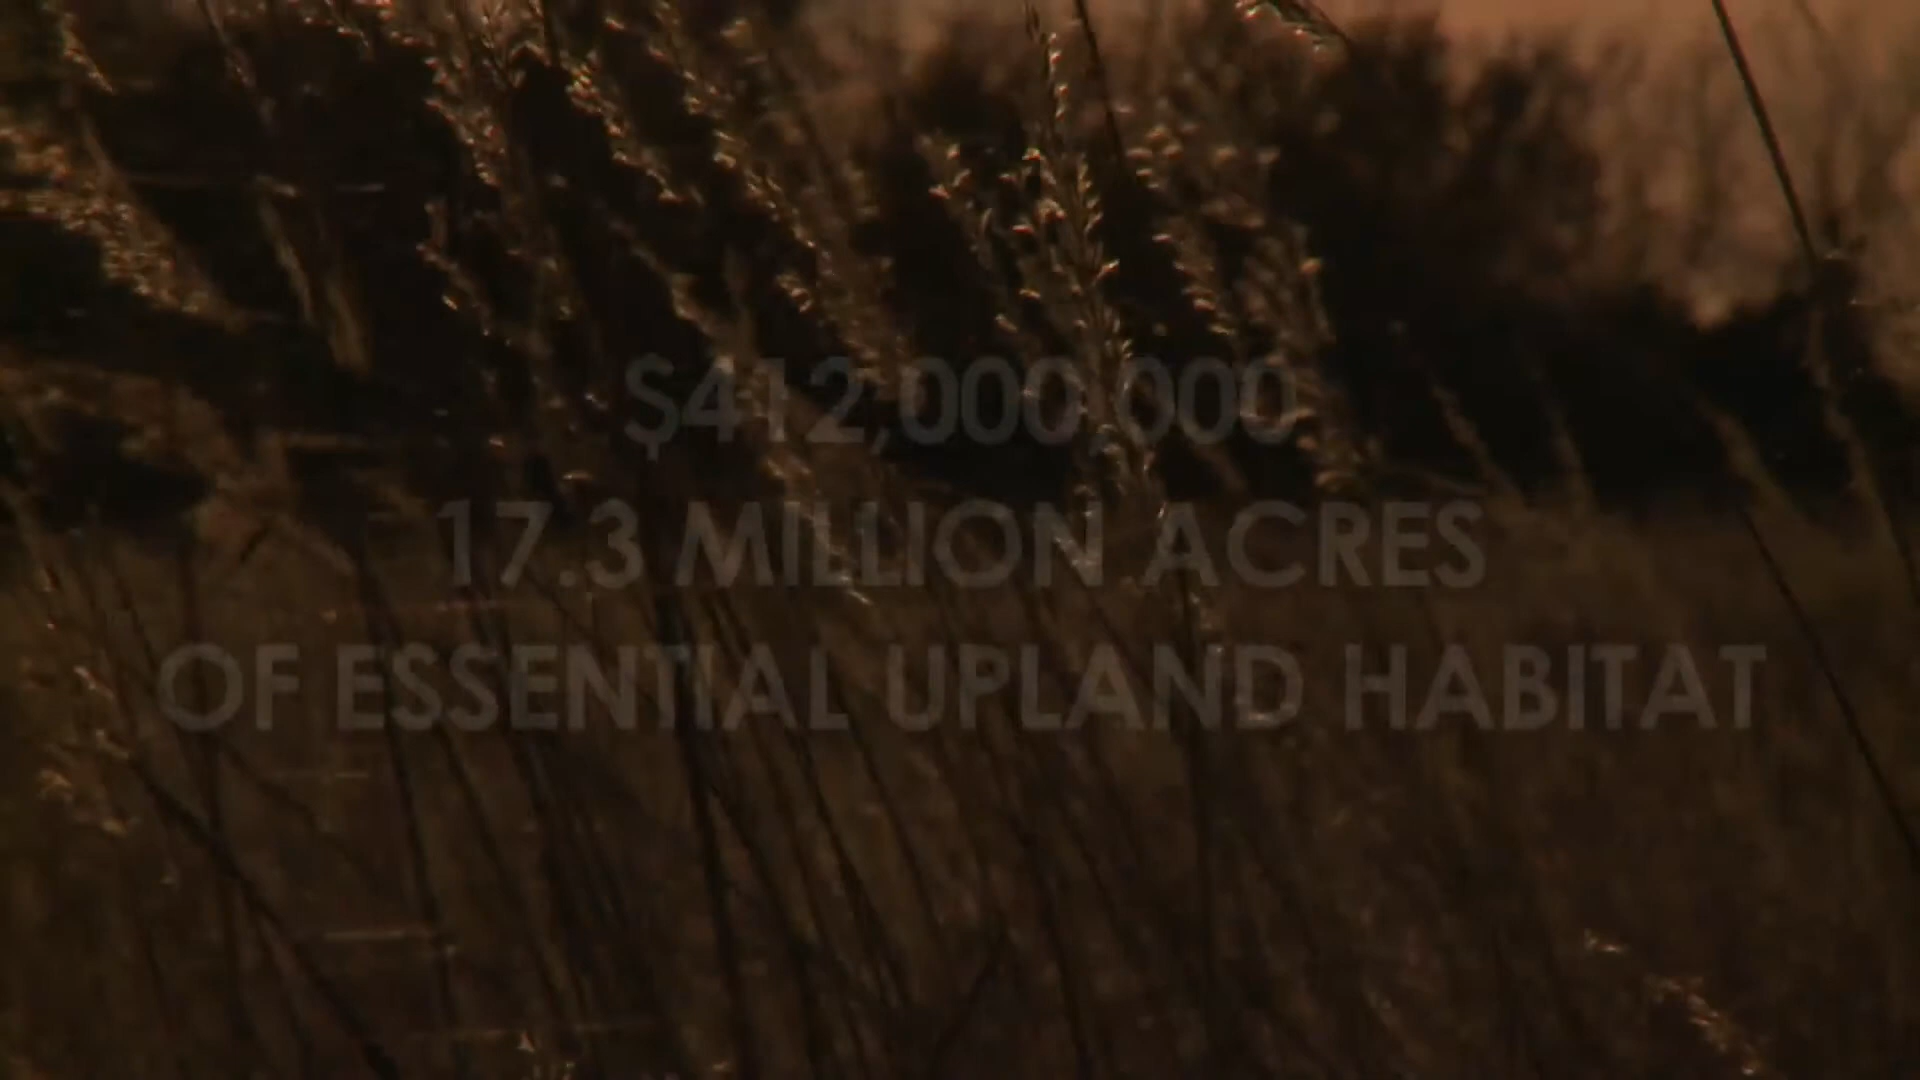 $412,000,000
17.3 MILLION ACRES
OF ESSENTIAL UPLAND HABITAT